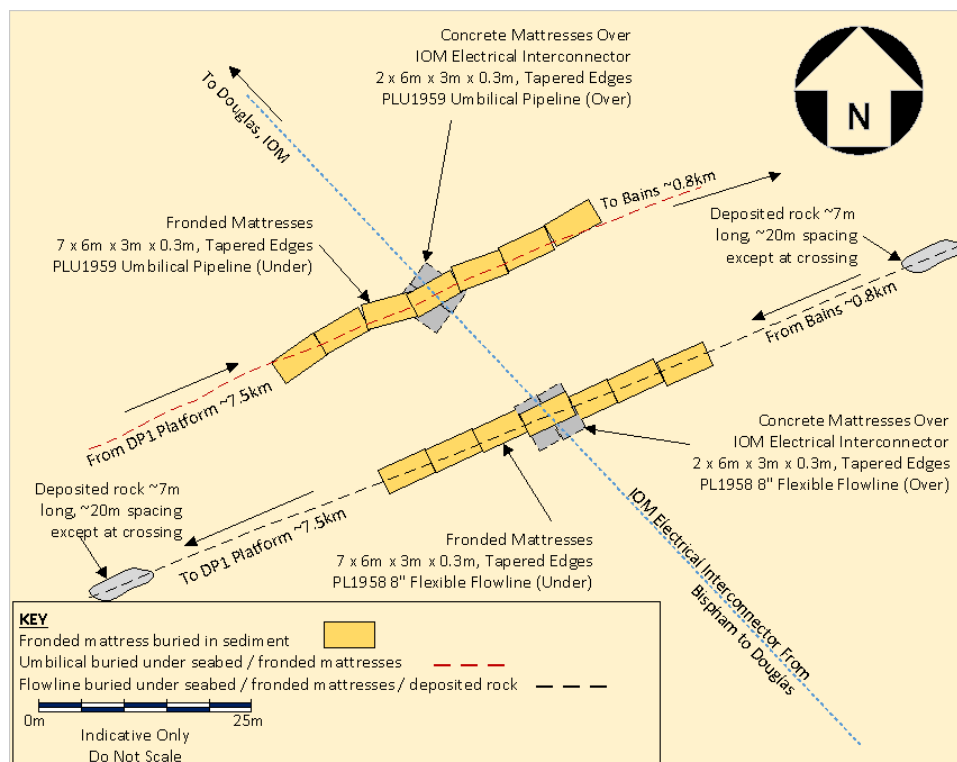 Concrete Mattresses Over
IOM Electrical Interconnector
2 x 6m x 3m x 0.3m, Tapered Edges
PLU1959 Umbilical Pipeline (Over)
To Douglas, IOM
N
To Bains ~0.8km
Fronded Mattresses
7 x 6m x 3m x 0.3m, Tapered Edges
PLU1959 Umbilical Pipeline (Under)
Deposited rock ~7m
long, ~20m spacing
except at crossing
From Bains ~0.8km
From DP1 Platform ~7.5km
Concrete Mattresses Over
IOM Electrical Interconnector
2 x 6m x 3m x 0.3m, Tapered Edges
PL1958 8" Flexible Flowline (Over)
Deposited rock ~7m
long, ~20m spacing
except at crossing
To DP1 Platform ~7.5km
Fronded Mattresses
7 x 6m x 3m x 0.3m, Tapered Edges
PL1958 8" Flexible Flowline (Under)
IOM Electrical Interconnector From
Bispham to Douglas
KEY
Fronded mattress buried in sediment
Umbilical buried under seabed / fronded mattresses
Flowline buried under seabed / fronded mattresses / deposited rock
0m 25m
Indicative Only
Do Not Scale